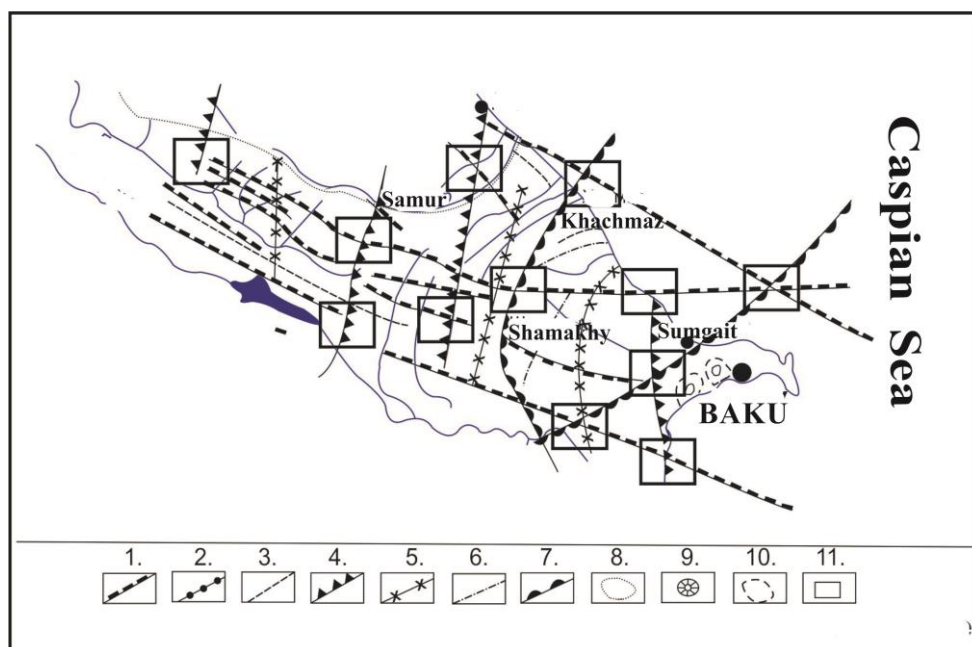 Caspian Sea
Samur
Khachmaz
Shamakhy
Sumgait
BAKU
1. 2. 3. 4. 5. 6. 7. 8. 9. 10. 11.